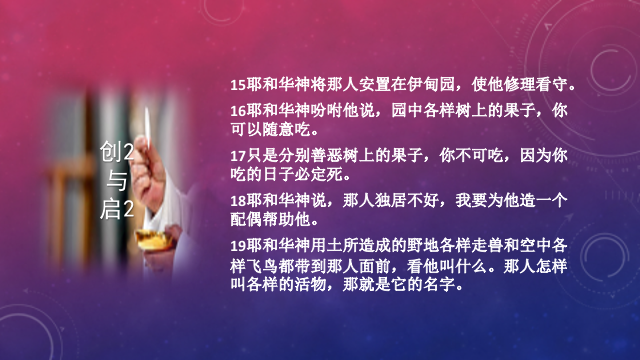 创2
与
启2
15耶和华神将那人安置在伊甸园，使他修理看守。
16耶和华神吩咐他说，园中各样树上的果子，你
可以随意吃。
17只是分别善恶树上的果子，你不可吃，因为你
吃的日子必定死。
18耶和华神说，那人独居不好，我要为他造一个
配偶帮助他。
19耶和华神用土所造成的野地各样走兽和空中各
样飞鸟都带到那人面前，看他叫什么。那人怎样
叫各样的活物，那就是它的名字。